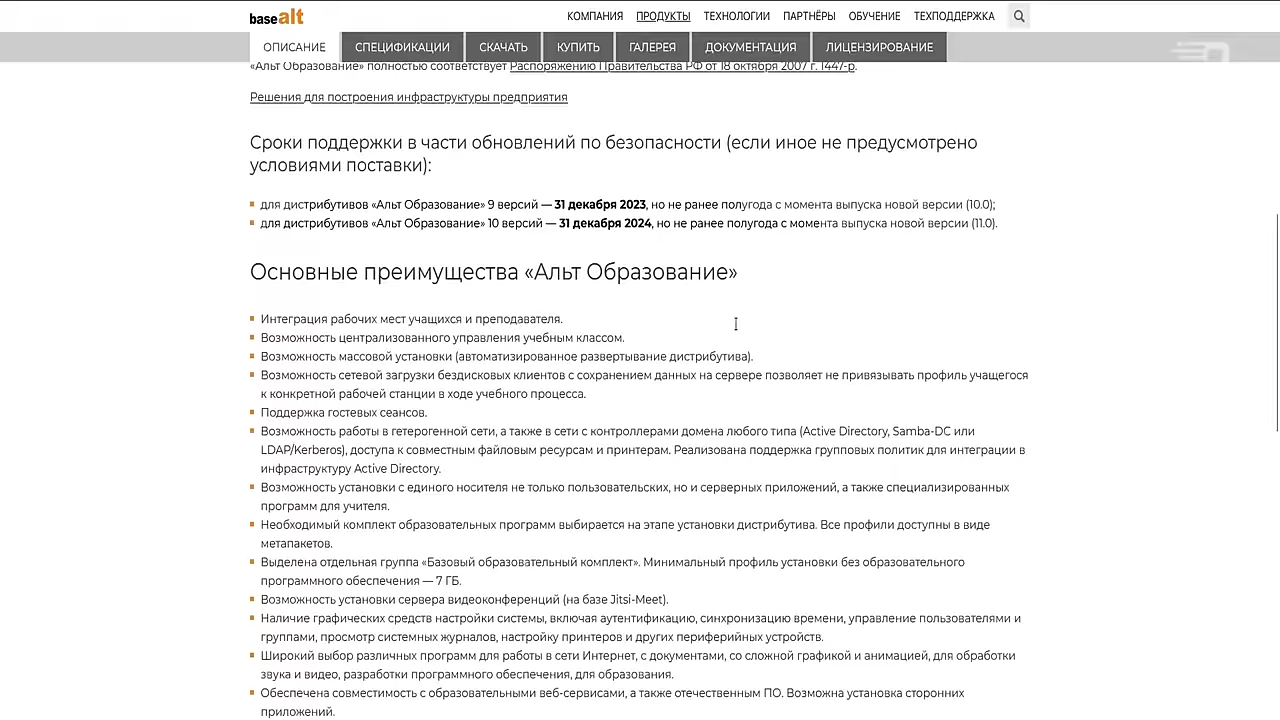 basealt
КОМПАНИЯ ПРОДУКТЫ ТЕХНОЛОГИИ ПАРТНЁРЫ ОБУЧЕНИЕ ТЕХПОДДЕРЖКА
ОПИСАНИЕ СПЕЦИФИКАЦИИ СКАЧАТЬ КУПИТЬ ГАЛЕРЕЯ ДОКУМЕНТАЦИЯ ЛИЦЕНЗИРОВАНИЕ
«Альт Образование» полностью соответствует Распоряжению Правительства РФ от 18 октября 2007 г. 1447-р.
Решения для построения инфраструктуры предприятия
Сроки поддержки в части обновлений по безопасности (если иное не предусмотрено
условиями поставки):
для дистрибутивов «Альт Образование» 9 версий — 31 декабря 2023, но не ранее полугода с момента выпуска новой версии (10.0);
для дистрибутивов «Альт Образование» 10 версий — 31 декабря 2024, но не ранее полугода с момента выпуска новой версии (11.0).
Основные преимущества «Альт Образование»
Интеграция рабочих мест учащихся и преподавателя.
Возможность централизованного управления учебным классом.
Возможность массовой установки (автоматизированное развертывание дистрибутива).
Возможность сетевой загрузки бездисковых клиентов с сохранением данных на сервере позволяет не привязывать профиль учащегося
к конкретной рабочей станции в ходе учебного процесса.
Поддержка гостевых сеансов.
Возможность работы в гетерогенной сети, а также в сети с контроллерами домена любого типа (Active Directory, Samba-DC или
LDAP/Kerberos), доступа к совместным файловым ресурсам и принтерам. Реализована поддержка групповых политик для интеграции в
инфраструктуру Active Directory.
Возможность установки с единого носителя не только пользовательских, но и серверных приложений, а также специализированных
программ для учителя.
Необходимый комплект образовательных программ выбирается на этапе установки дистрибутива. Все профили доступны в виде
метапакетов.
Выделена отдельная группа «Базовый образовательный комплект». Минимальный профиль установки без образовательного
программного обеспечения — 7 ГБ.
Возможность установки сервера видеоконференций (на базе Jitsi-Meet).
Наличие графических средств настройки системы, включая аутентификацию, синхронизацию времени, управление пользователями и
группами, просмотр системных журналов, настройку принтеров и других периферийных устройств.
Широкий выбор различных программ для работы в сети Интернет, с документами, со сложной графикой и анимацией, для обработки
звука и видео, разработки программного обеспечения, для образования.
Обеспечена совместимость с образовательными веб-сервисами, а также отечественным ПО. Возможна установка сторонних
приложений.